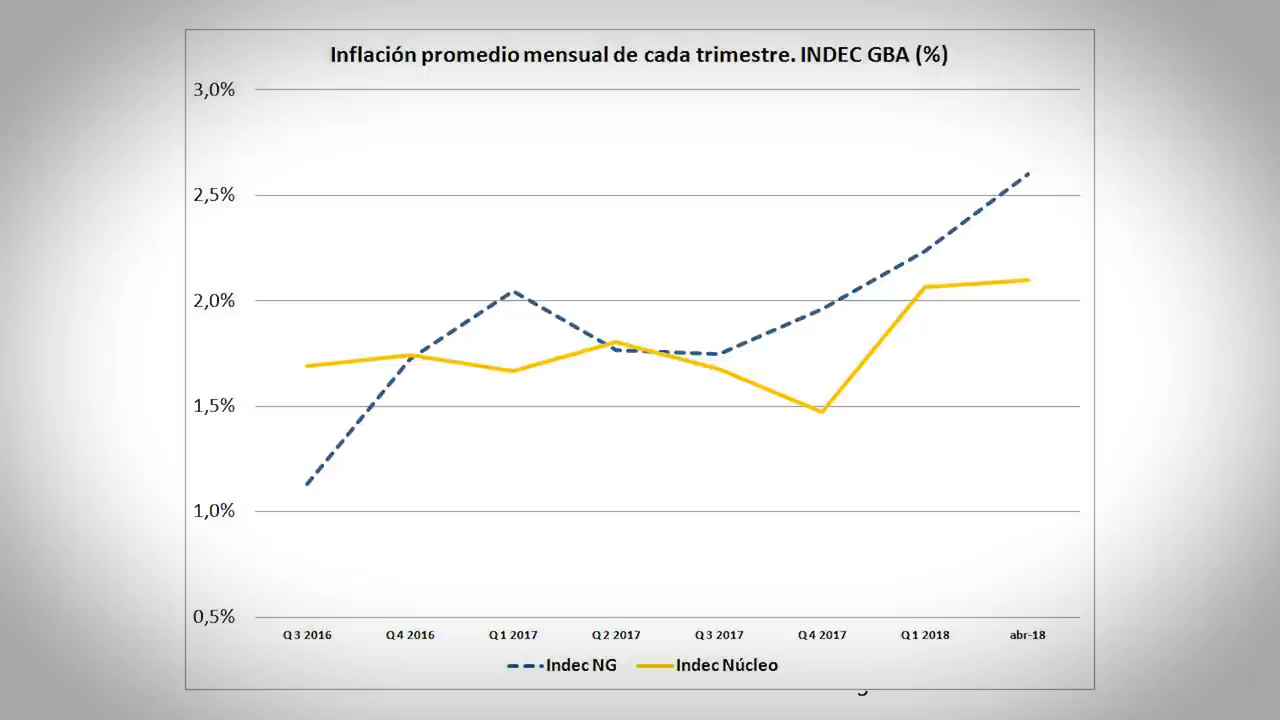 Inflación promedio mensual de cada trimestre. INDEC GBA (%)
3,0%
2,5%
2,0%
1,5%
1,0%
0,5%
Q 3 2016 Q 4 2016 Q 1 2017 Q 2 2017 Q 3 2017 Q 4 2017 Q 1 2018 abr-18
Indec NG Indec Núcleo